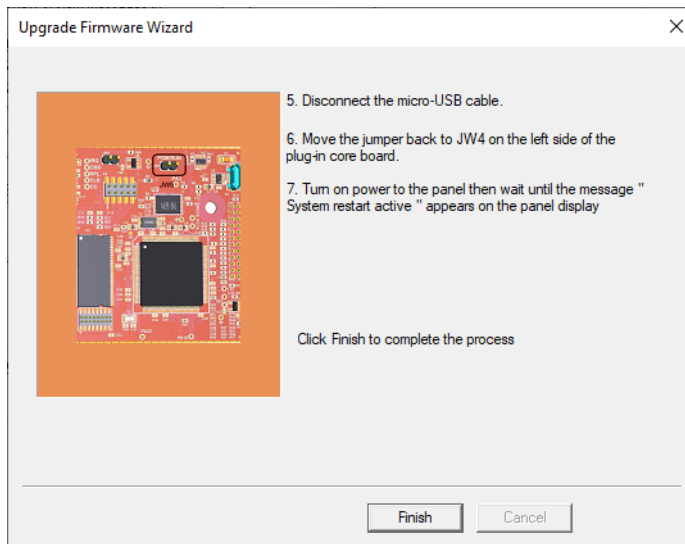 Upgrade Firmware Wizard
5. Disconnect the micro-USB cable.
6. Move the jumper back to JW4 on the left side of the
plug-in core board.
7. Turn on power to the panel then wait until the message "
System restart active " appears on the panel display
Click Finish to complete the process
Finish
Cancel